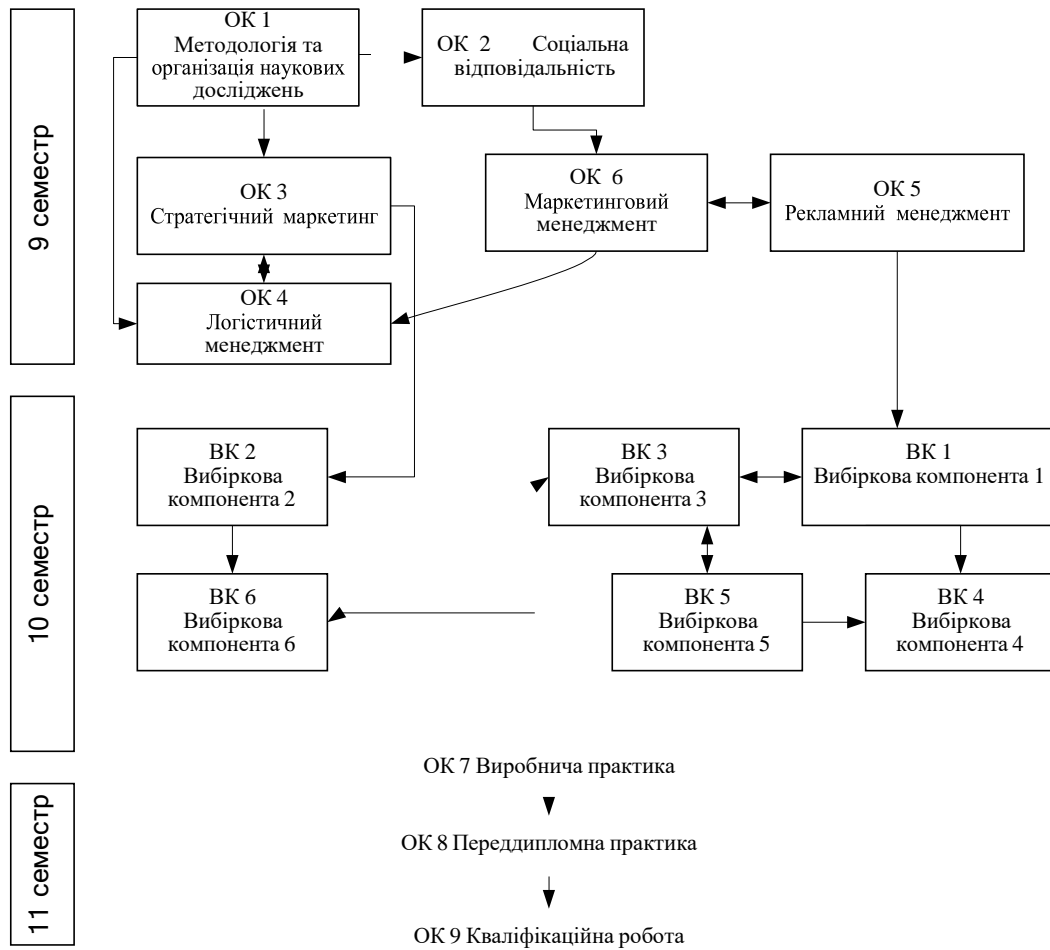 9 семестр
ОК 1
Методологія та
організація наукових
досліджень
ОК 2 Соціальна
відповідальність
ОК 3
Стратегічний маркетинг
ОК 6
Маркетинговий
менеджмент
ОК 5
Рекламний менеджмент
ОК 4
Логістичний
менеджмент
10 семестр
ВК 2
Вибіркова
компонента 2
ВК 3
Вибіркова
компонента 3
ВК 1
Вибіркова компонента 1
ВК 6
Вибіркова
компонента 6
ВК 5
Вибіркова
компонента 5
ВК 4
Вибіркова
компонента 4
11 семестр
ОК 7 Виробнича практика
ОК 8 Переддипломна практика
ОК 9 Кваліфікаційна робота